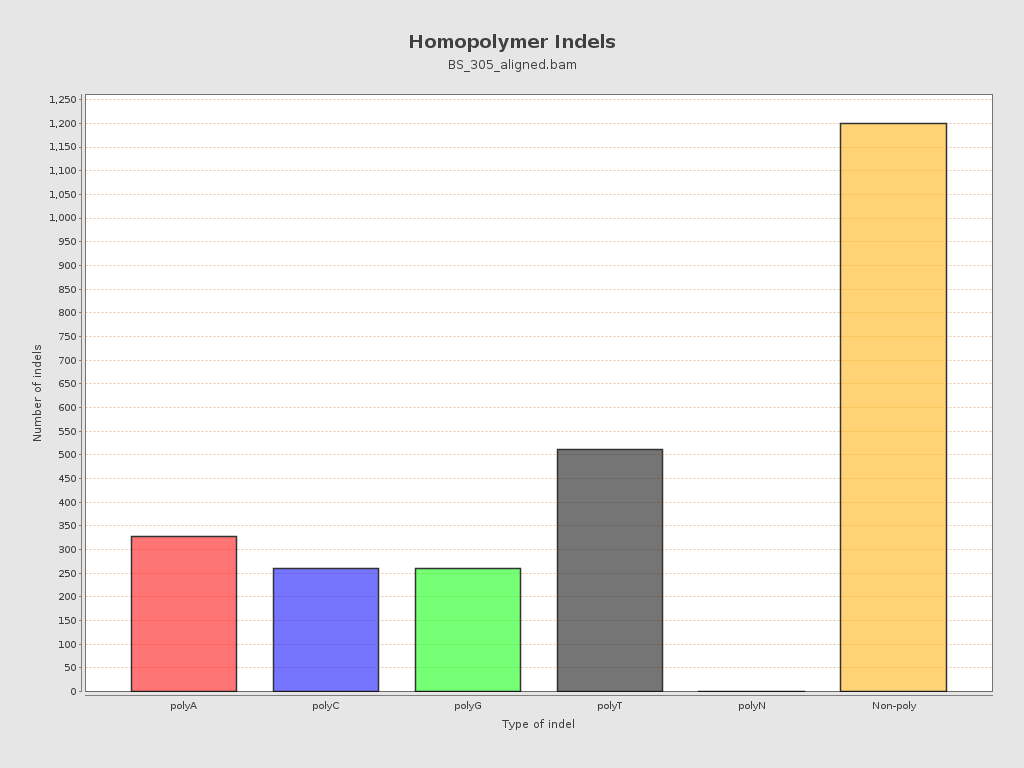 Homopolymer Indels
BS_305_aligned.bam
1,250
1,200
1,150
1,100
1,050
1,000
950
900
850
800
750
700
650
600
550
500
450
400
350
300
250
200
150
100
50
0
Number of indels
polyA
polyC
polyG
polyT
polyN
Non-poly
Type of indel